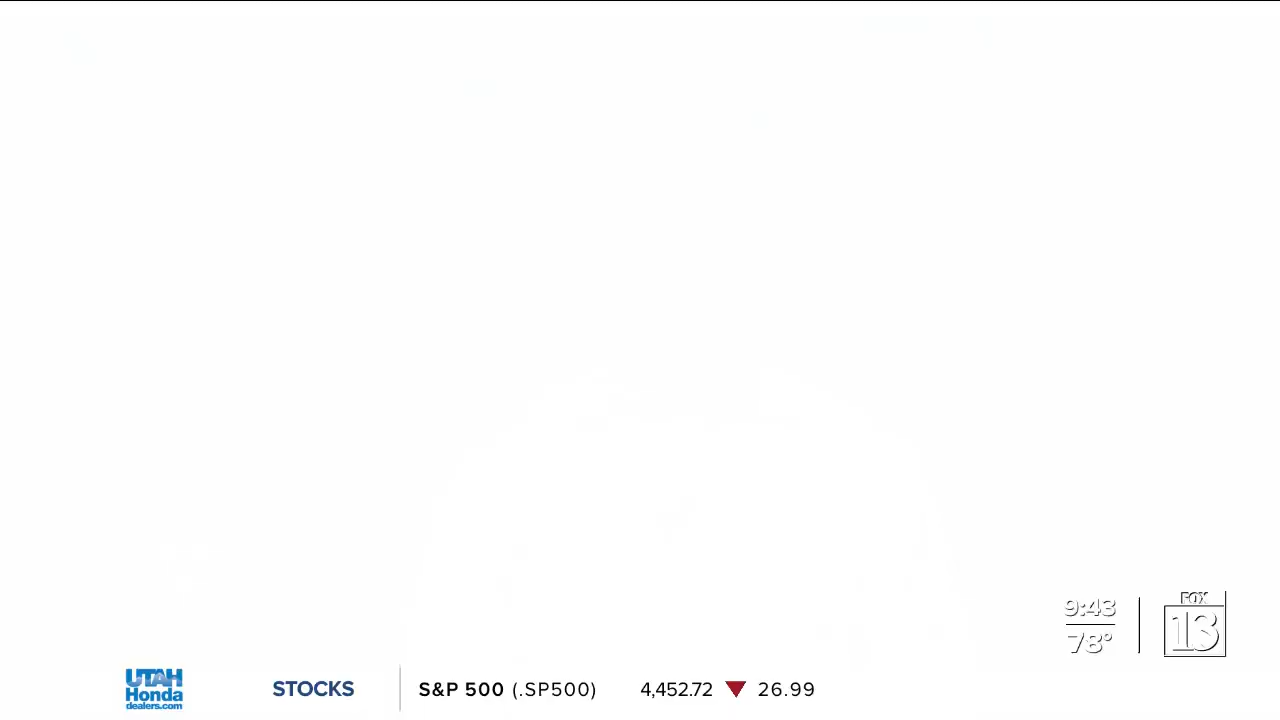 9:43
78°
FOX
13
UTAH
Honda
dealers.com
STOCKS
S&P 500 (.SP500) 4,452.72 ▼ 26.99